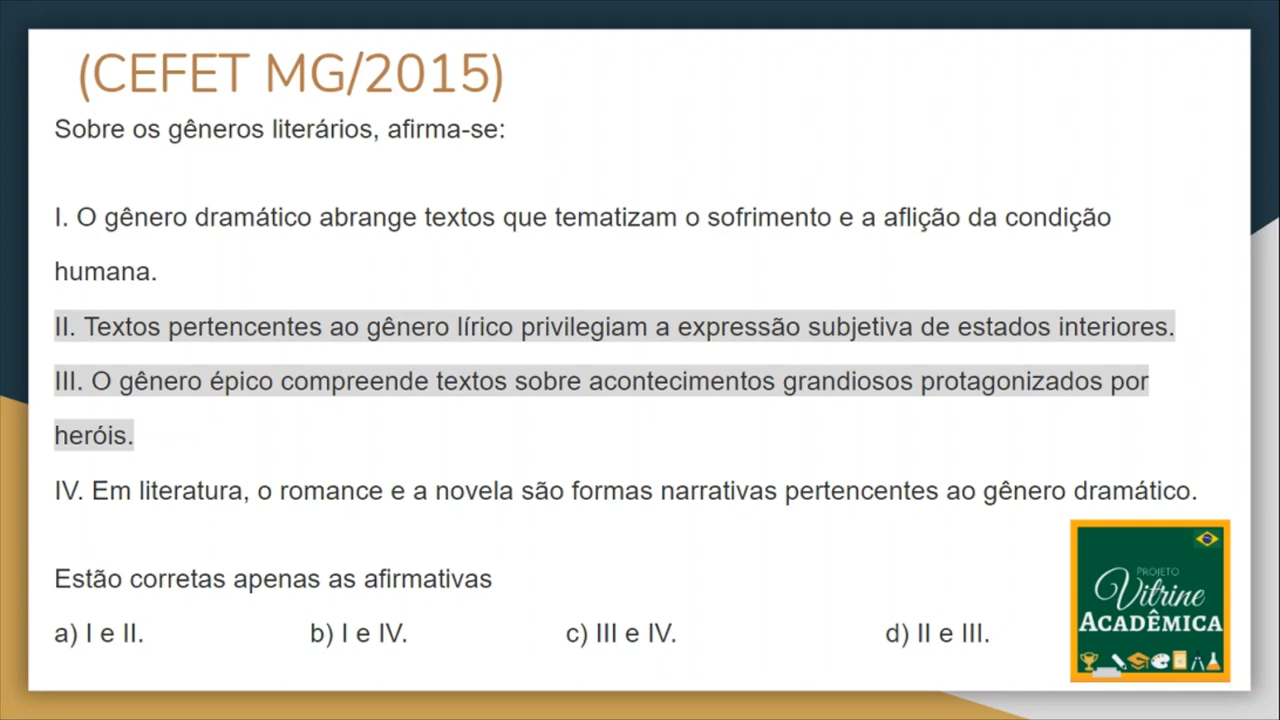 (CEFET MG/2015)
Sobre os gêneros literários, afirma-se:
I. O gênero dramático abrange textos que tematizam o sofrimento e a aflição da condição
humana.
II. Textos pertencentes ao gênero lírico privilegiam a expressão subjetiva de estados interiores.
III. O gênero épico compreende textos sobre acontecimentos grandiosos protagonizados por
heróis.
IV. Em literatura, o romance e a novela são formas narrativas pertencentes ao gênero dramático.
Estão corretas apenas as afirmativas
a) I e II. b) I e IV. c) III e IV. d) II e III.
PROJETO
Vitrine
ACADÊMICA